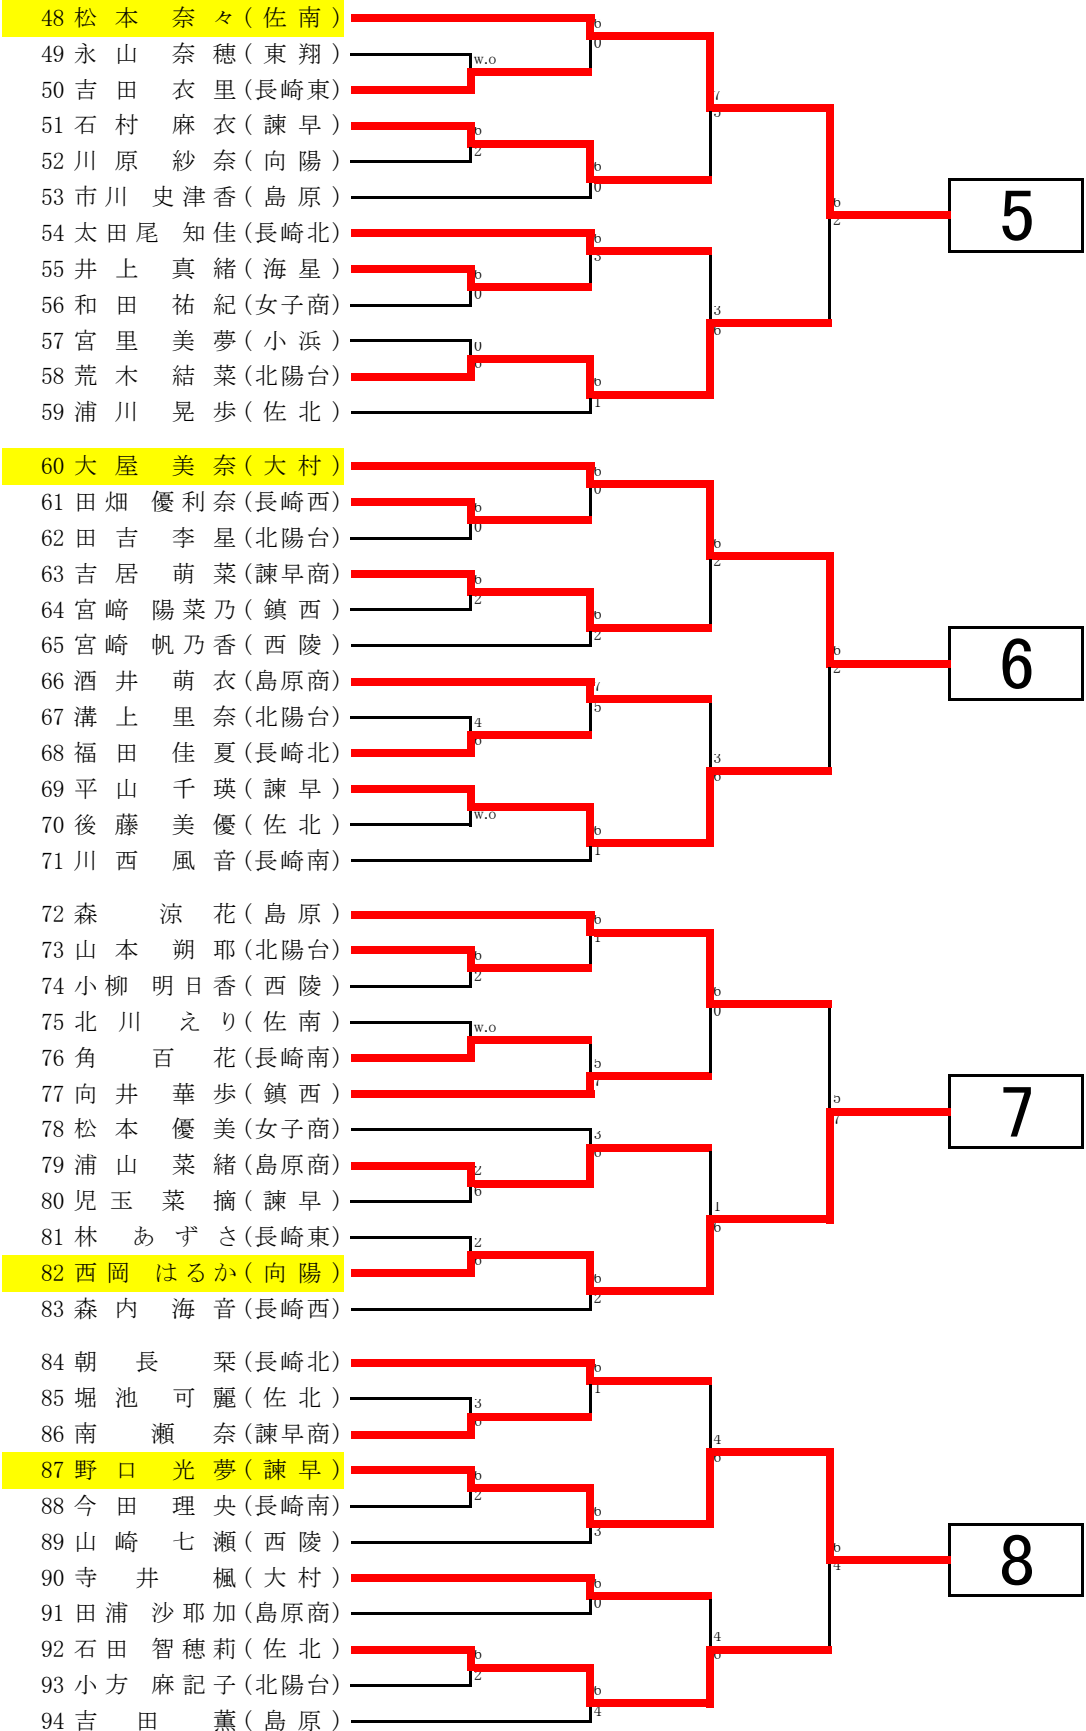 48 松本 奈々(佐南)
49 永山 奈穂(東翔)
50 吉田 衣里(長崎東)
51 石村 麻衣(諫早)
52 川原 紗奈(向陽)
53 市川 史津香(島原)
54 太田尾 知佳(長崎北)
55 井上 真緒(海星)
56 和田 祐紀(女子商)
57 宮里 美夢(小浜)
58 荒木 結菜(北陽台)
59 浦川 晃歩(佐北)
5
60 大屋 美奈(大村)
61 田畑 優利奈(長崎西)
62 田吉 李星(北陽台)
63 吉居 萌菜(諫早商)
64 宮﨑 陽菜乃(鎮西)
65 宮崎 帆乃香(西陵)
66 酒井 萌衣(島原商)
67 溝上 里奈(北陽台)
68 福田 佳夏(長崎北)
69 平山 千瑛(諫早)
70 後藤 美優(佐北)
71 川西 風音(長崎南)
6
72 森 涼花(島原)
73 山本 朔耶(北陽台)
74 小柳 明日香(西陵)
75 北川 えり(佐南)
76 角 百花(長崎南)
77 向井 華歩(鎮西)
78 松本 優美(女子商)
79 浦山 菜緒(島原商)
80 児玉 菜摘(諫早)
81 林 あずさ(長崎東)
82 西岡 はるか(向陽)
83 森内 海音(長崎西)
7
84 朝長 栞(長崎北)
85 堀池 可麗(佐北)
86 南 瀬奈(諫早商)
87 野口 光夢(諫早)
88 今田 理央(長崎南)
89 山崎 七瀬(西陵)
90 寺井 楓(大村)
91 田浦 沙耶加(島原商)
92 石田 智穂莉(佐北)
93 小方 麻記子(北陽台)
94 吉田 薫(島原)
8